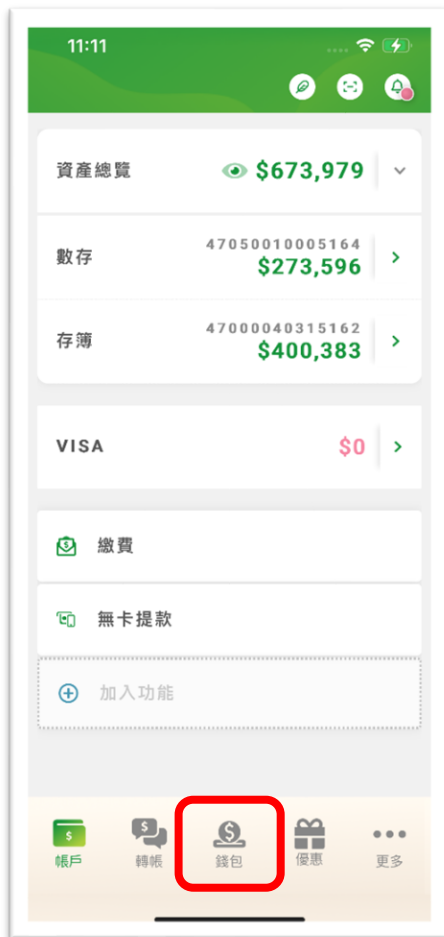 11:11
資產總覽 $673,979
47050010005164
數存
$273,596
47000040315162
存簿
$400,383
VISA $0
繳費
無卡提款
加入功能
帳戶 轉帳 錢包 優惠 更多